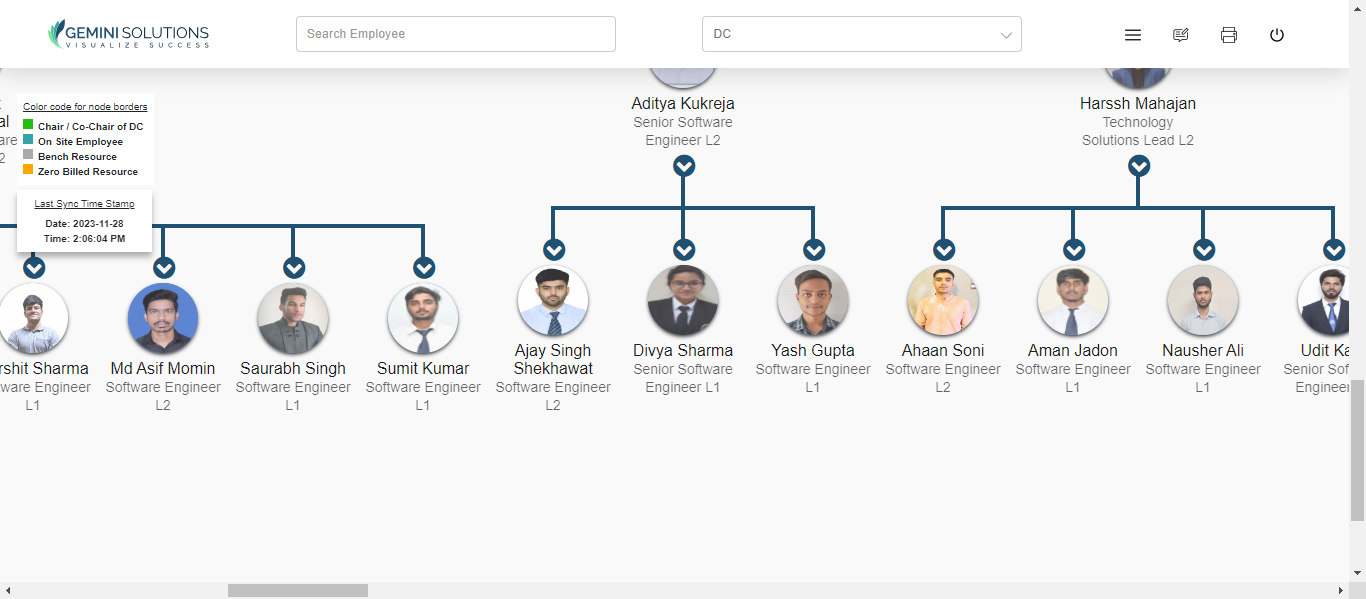 GEMINI SOLUTIONS
VISUALIZE SUCCESS
Search Employee
DC
Color code for node borders
Chair / Co-Chair of DC
On Site Employee
Bench Resource
Zero Billed Resource
Last Sync Time Stamp
Date: 2023-11-28
Time: 2:06:04 PM
al
are
2
Aditya Kukreja
Senior Software
Engineer L2
Harssh Mahajan
Technology
Solutions Lead L2
rshit Sharma
ware Engineer
L1
Md Asif Momin
Software Engineer
L2
Saurabh Singh
Software Engineer
L1
Sumit Kumar
Software Engineer
L1
Ajay Singh
Shekhawat
Software Engineer
L2
Divya Sharma
Senior Software
Engineer L1
Yash Gupta
Software Engineer
L1
Ahaan Soni
Software Engineer
L2
Aman Jadon
Software Engineer
L1
Nausher Ali
Software Engineer
L1
Udit Ka
Senior Sof
Engineer